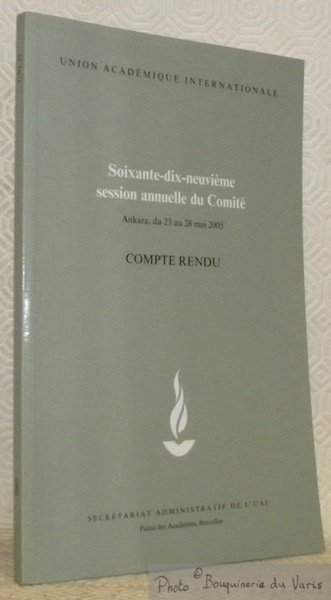 UNION ACADÉMIQUE INTERNATIONALE
Soixante-dix-neuvième
session annuelle du Comité
Ankara, du 23 au 28 mai 2005
COMPTE RENDU
SECRÉTARIAT ADMINISTRATIF DE L'UAI
Palais des Académies, Bruxelles
Photo © Bouquinerie du Varis